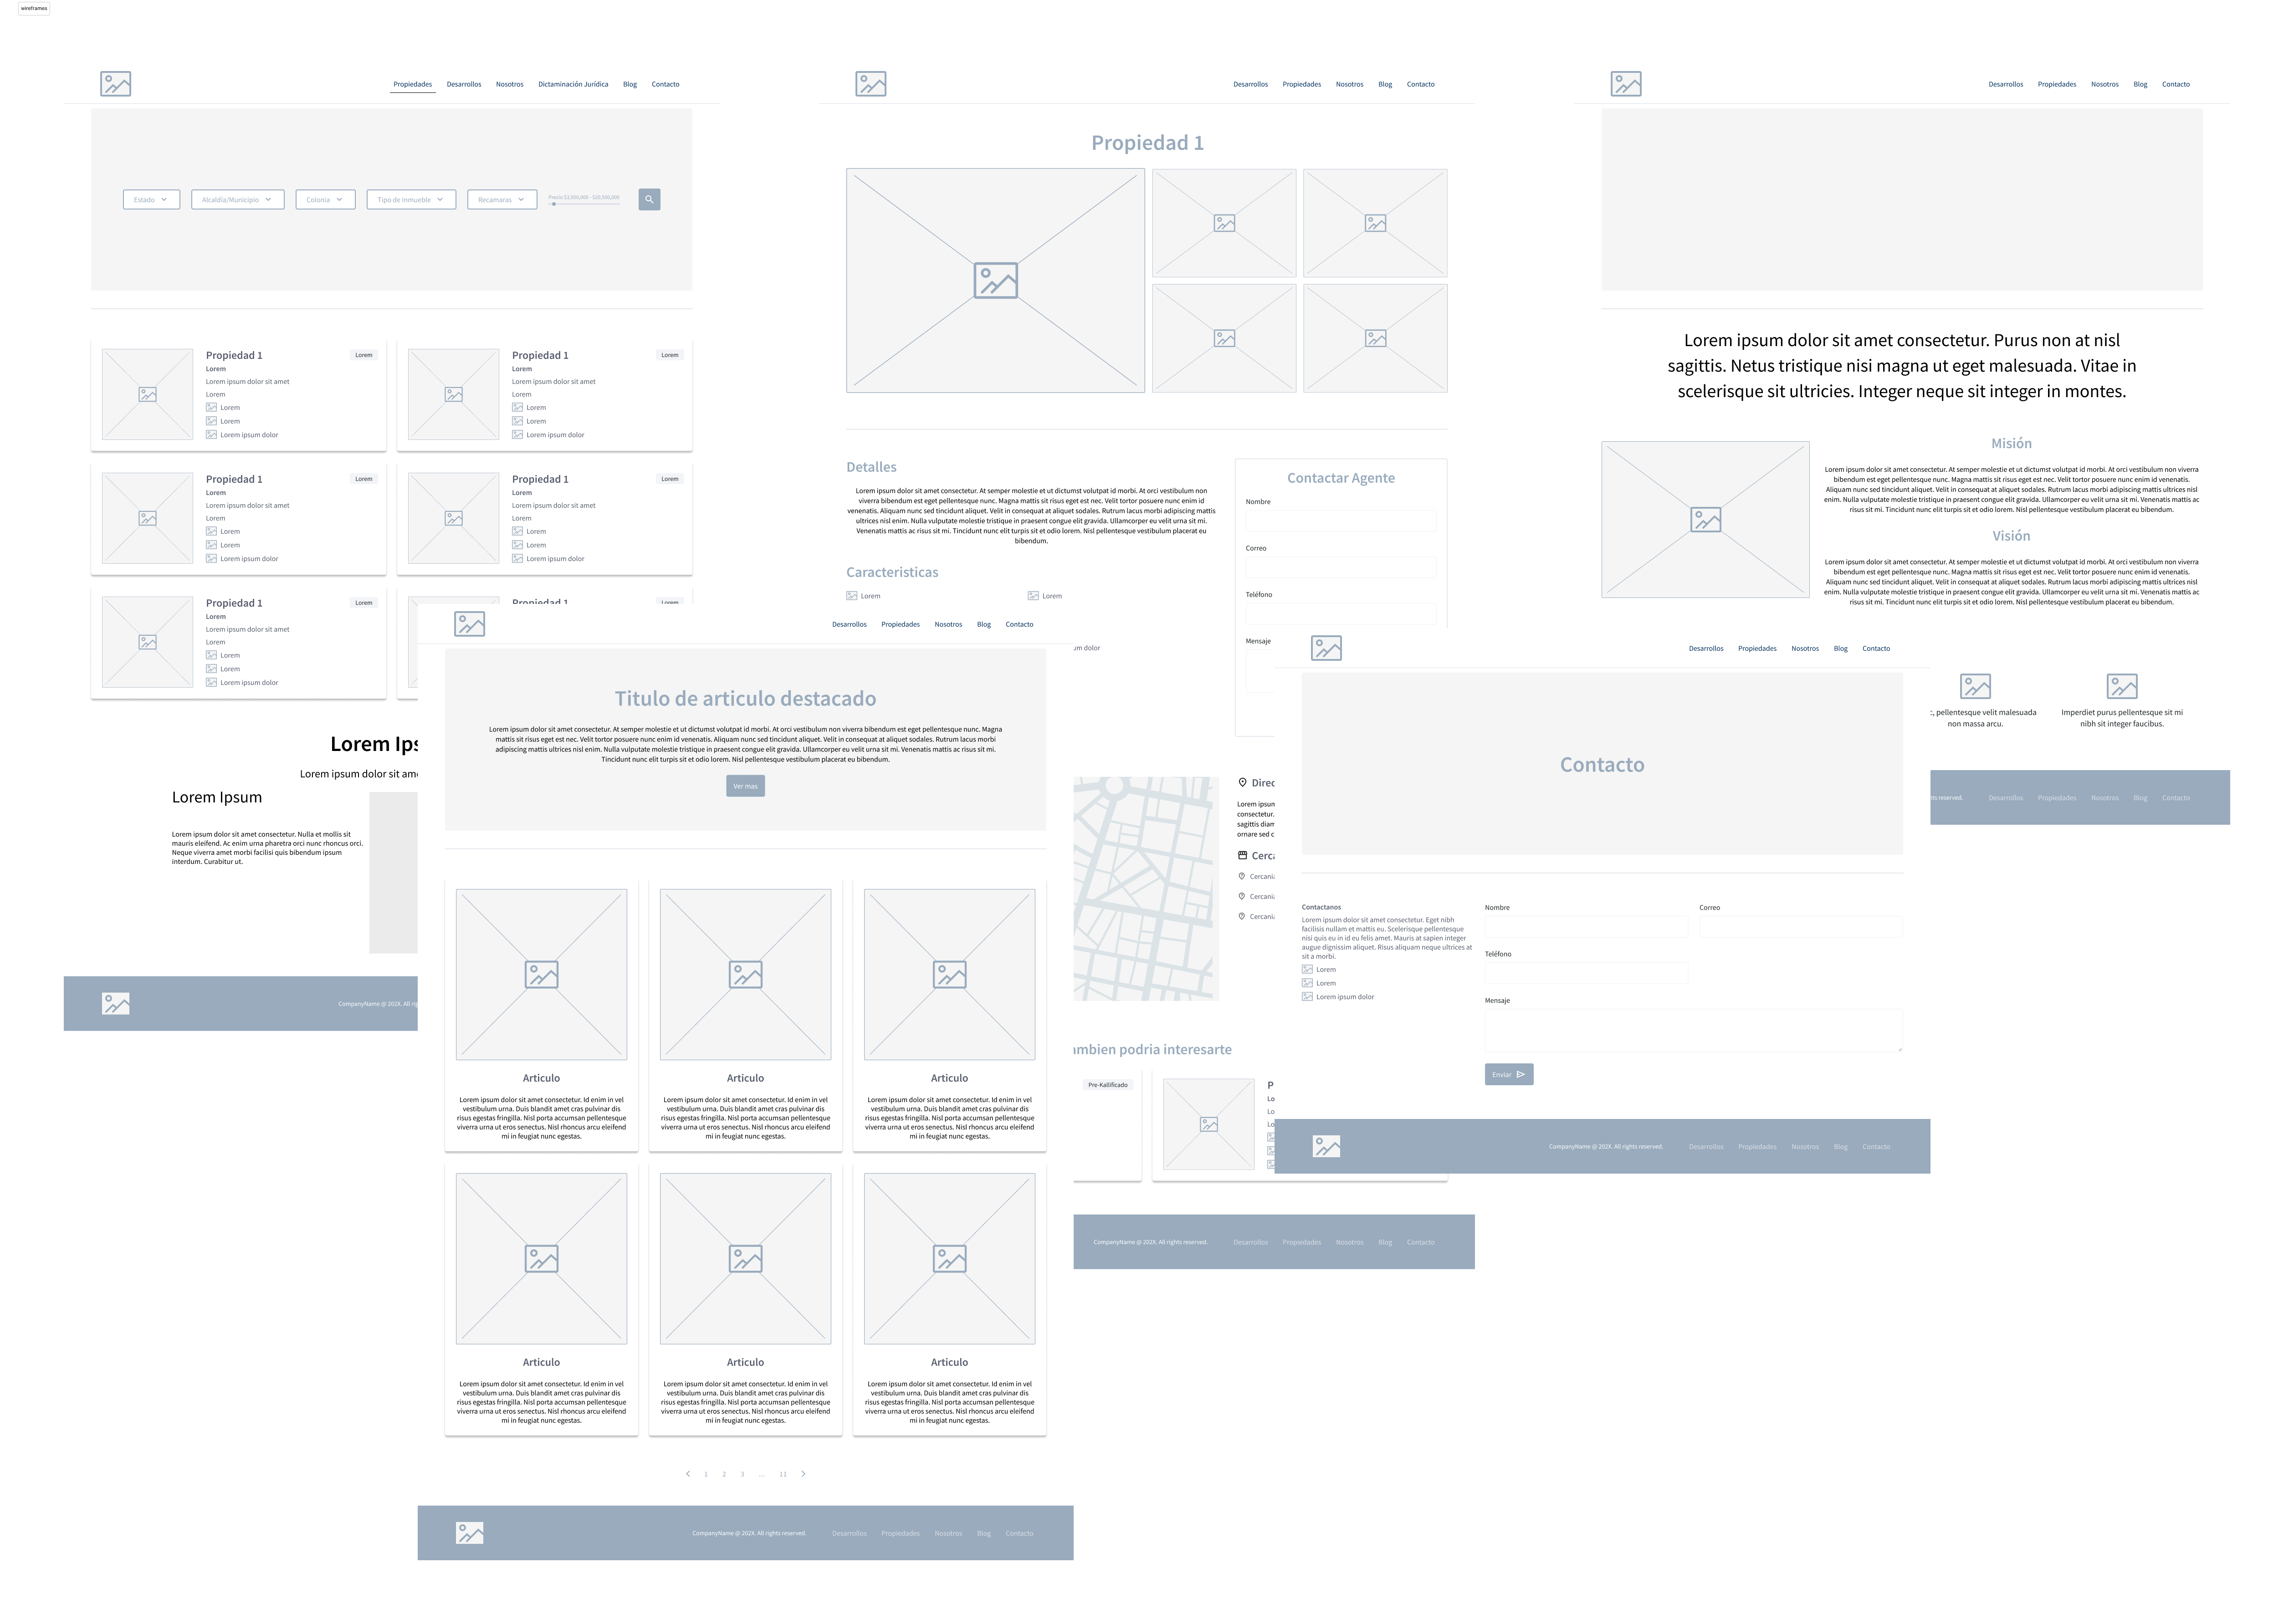 wireframes
Propiedades Desarrollos Nosotros Dictaminación Jurídica Blog Contacto
Estado Alcaldía/Municipio Colonia Tipo de Inmueble Recamaras
Propiedad 1 Lorem
Lorem
Lorem ipsum dolor sit amet
Lorem
Lorem
Lorem
Lorem ipsum dolor
Propiedad 1 Lorem
Lorem
Lorem ipsum dolor sit amet
Lorem
Lorem
Lorem
Lorem ipsum dolor
Propiedad 1 Lorem
Lorem
Lorem ipsum dolor sit amet
Lorem
Lorem
Lorem
Lorem ipsum dolor
Propiedad 1 Lorem
Lorem
Lorem ipsum dolor sit amet
Lorem
Lorem
Lorem
Lorem ipsum dolor
Propiedad 1 Lorem
Lorem
Lorem ipsum dolor sit amet
Lorem
Lorem
Lorem
Lorem ipsum dolor
Propiedad 1 Lorem
Lorem Ips
Lorem ipsum dolor sit am
Lorem Ipsum
Lorem ipsum dolor sit amet consectetur. Nulla et mollis sit
mauris eleifend. Ac enim urna pharetra orci nunc rhoncus orci.
Neque viverra amet morbi facilisi quis bibendum ipsum
interdum. Curabitur ut.
CompanyName @ 202X. All rig
Desarrollos Propiedades Nosotros Blog Contacto
Propiedad 1
Detalles
Lorem ipsum dolor sit amet consectetur. At semper molestie et ut dictumst volutpat id morbi. At orci vestibulum non
viverra bibendum est eget pellentesque nunc. Magna mattis sit risus eget est nec. Velit tortor posuere nunc enim id
venenatis. Aliquam nunc sed tincidunt aliquet. Velit in consequat at aliquet sodales. Rutrum lacus morbi adipiscing mattis
ultrices nisl enim. Nulla vulputate molestie tristique in praesent congue elit gravida. Ullamcorper eu velit urna sit mi.
Venenatis mattis ac risus sit mi. Tincidunt nunc elit turpis sit et odio lorem. Nisl pellentesque vestibulum placerat eu
bibendum.
Caracteristicas
Lorem Lorem
um dolor
Contactar Agente
Nombre
Correo
Teléfono
Mensaje
Direc
Lorem ipsun
consectetur.
sagittis diam
ornare sed c
Cerca
Cercanía
Cercanía
Cercanía
ambien podria interesarte
Pre-Kallificado
P
Lo
Lo
Lo
CompanyName @ 202X. All rights reserved. Desarrollos Propiedades Nosotros Blog Contacto
Desarrollos Propiedades Nosotros Blog Contacto
Lorem ipsum dolor sit amet consectetur. Purus non at nisl
sagittis. Netus tristique nisi magna ut eget malesuada. Vitae in
scelerisque sit ultricies. Integer neque sit integer in montes.
Misión
Lorem ipsum dolor sit amet consectetur. At semper molestie et ut dictumst volutpat id morbi. At orci vestibulum non viverra
bibendum est eget pellentesque nunc. Magna mattis sit risus eget est nec. Velit tortor posuere nunc enim id venenatis.
Aliquam nunc sed tincidunt aliquet. Velit in consequat at aliquet sodales. Rutrum lacus morbi adipiscing mattis ultrices nisl
enim. Nulla vulputate molestie tristique in praesent congue elit gravida. Ullamcorper eu velit urna sit mi. Venenatis mattis ac
risus sit mi. Tincidunt nunc elit turpis sit et odio lorem. Nisl pellentesque vestibulum placerat eu bibendum.
Visión
Lorem ipsum dolor sit amet consectetur. At semper molestie et ut dictumst volutpat id morbi. At orci vestibulum non viverra
bibendum est eget pellentesque nunc. Magna mattis sit risus eget est nec. Velit tortor posuere nunc enim id venenatis.
Aliquam nunc sed tincidunt aliquet. Velit in consequat at aliquet sodales. Rutrum lacus morbi adipiscing mattis ultrices nisl
enim. Nulla vulputate molestie tristique in praesent congue elit gravida. Ullamcorper eu velit urna sit mi. Venenatis mattis ac
risus sit mi. Tincidunt nunc elit turpis sit et odio lorem. Nisl pellentesque vestibulum placerat eu bibendum.
, pellentesque velit malesuada
non massa arcu.
Imperdiet purus pellentesque sit mi
nibh sit integer faucibus.
ts reserved. Desarrollos Propiedades Nosotros Blog Contacto
Desarrollos Propiedades Nosotros Blog Contacto
Titulo de articulo destacado
Lorem ipsum dolor sit amet consectetur. At semper molestie et ut dictumst volutpat id morbi. At orci vestibulum non viverra bibendum est eget pellentesque nunc. Magna
mattis sit risus eget est nec. Velit tortor posuere nunc enim id venenatis. Aliquam nunc sed tincidunt aliquet. Velit in consequat at aliquet sodales. Rutrum lacus morbi
adipiscing mattis ultrices nisl enim. Nulla vulputate molestie tristique in praesent congue elit gravida. Ullamcorper eu velit urna sit mi. Venenatis mattis ac risus sit mi.
Tincidunt nunc elit turpis sit et odio lorem. Nisl pellentesque vestibulum placerat eu bibendum.
Ver mas
Articulo
Lorem ipsum dolor sit amet consectetur. Id enim in vel
vestibulum urna. Duis blandit amet cras pulvinar dis
risus egestas fringilla. Nisl porta accumsan pellentesque
viverra urna ut eros senectus. Nisl rhoncus arcu eleifend
mi in feugiat nunc egestas.
Articulo
Lorem ipsum dolor sit amet consectetur. Id enim in vel
vestibulum urna. Duis blandit amet cras pulvinar dis
risus egestas fringilla. Nisl porta accumsan pellentesque
viverra urna ut eros senectus. Nisl rhoncus arcu eleifend
mi in feugiat nunc egestas.
Articulo
Lorem ipsum dolor sit amet consectetur. Id enim in vel
vestibulum urna. Duis blandit amet cras pulvinar dis
risus egestas fringilla. Nisl porta accumsan pellentesque
viverra urna ut eros senectus. Nisl rhoncus arcu eleifend
mi in feugiat nunc egestas.
Articulo
Lorem ipsum dolor sit amet consectetur. Id enim in vel
vestibulum urna. Duis blandit amet cras pulvinar dis
risus egestas fringilla. Nisl porta accumsan pellentesque
viverra urna ut eros senectus. Nisl rhoncus arcu eleifend
mi in feugiat nunc egestas.
Articulo
Lorem ipsum dolor sit amet consectetur. Id enim in vel
vestibulum urna. Duis blandit amet cras pulvinar dis
risus egestas fringilla. Nisl porta accumsan pellentesque
viverra urna ut eros senectus. Nisl rhoncus arcu eleifend
mi in feugiat nunc egestas.
Articulo
Lorem ipsum dolor sit amet consectetur. Id enim in vel
vestibulum urna. Duis blandit amet cras pulvinar dis
risus egestas fringilla. Nisl porta accumsan pellentesque
viverra urna ut eros senectus. Nisl rhoncus arcu eleifend
mi in feugiat nunc egestas.
1 2 3 ... 11
CompanyName @ 202X. All rights reserved. Desarrollos Propiedades Nosotros Blog Contacto
Desarrollos Propiedades Nosotros Blog Contacto
Contacto
Contactanos
Lorem ipsum dolor sit amet consectetur. Eget nibh
facilisis nullam et mattis eu. Scelerisque pellentesque
nisi quis eu in id eu felis amet. Mauris at sapien integer
augue dignissim aliquet. Risus aliquam neque ultrices at
sit a morbi.
Lorem
Lorem
Lorem ipsum dolor
Nombre Correo
Teléfono
Mensaje
Enviar
CompanyName @ 202X. All rights reserved. Desarrollos Propiedades Nosotros Blog Contacto